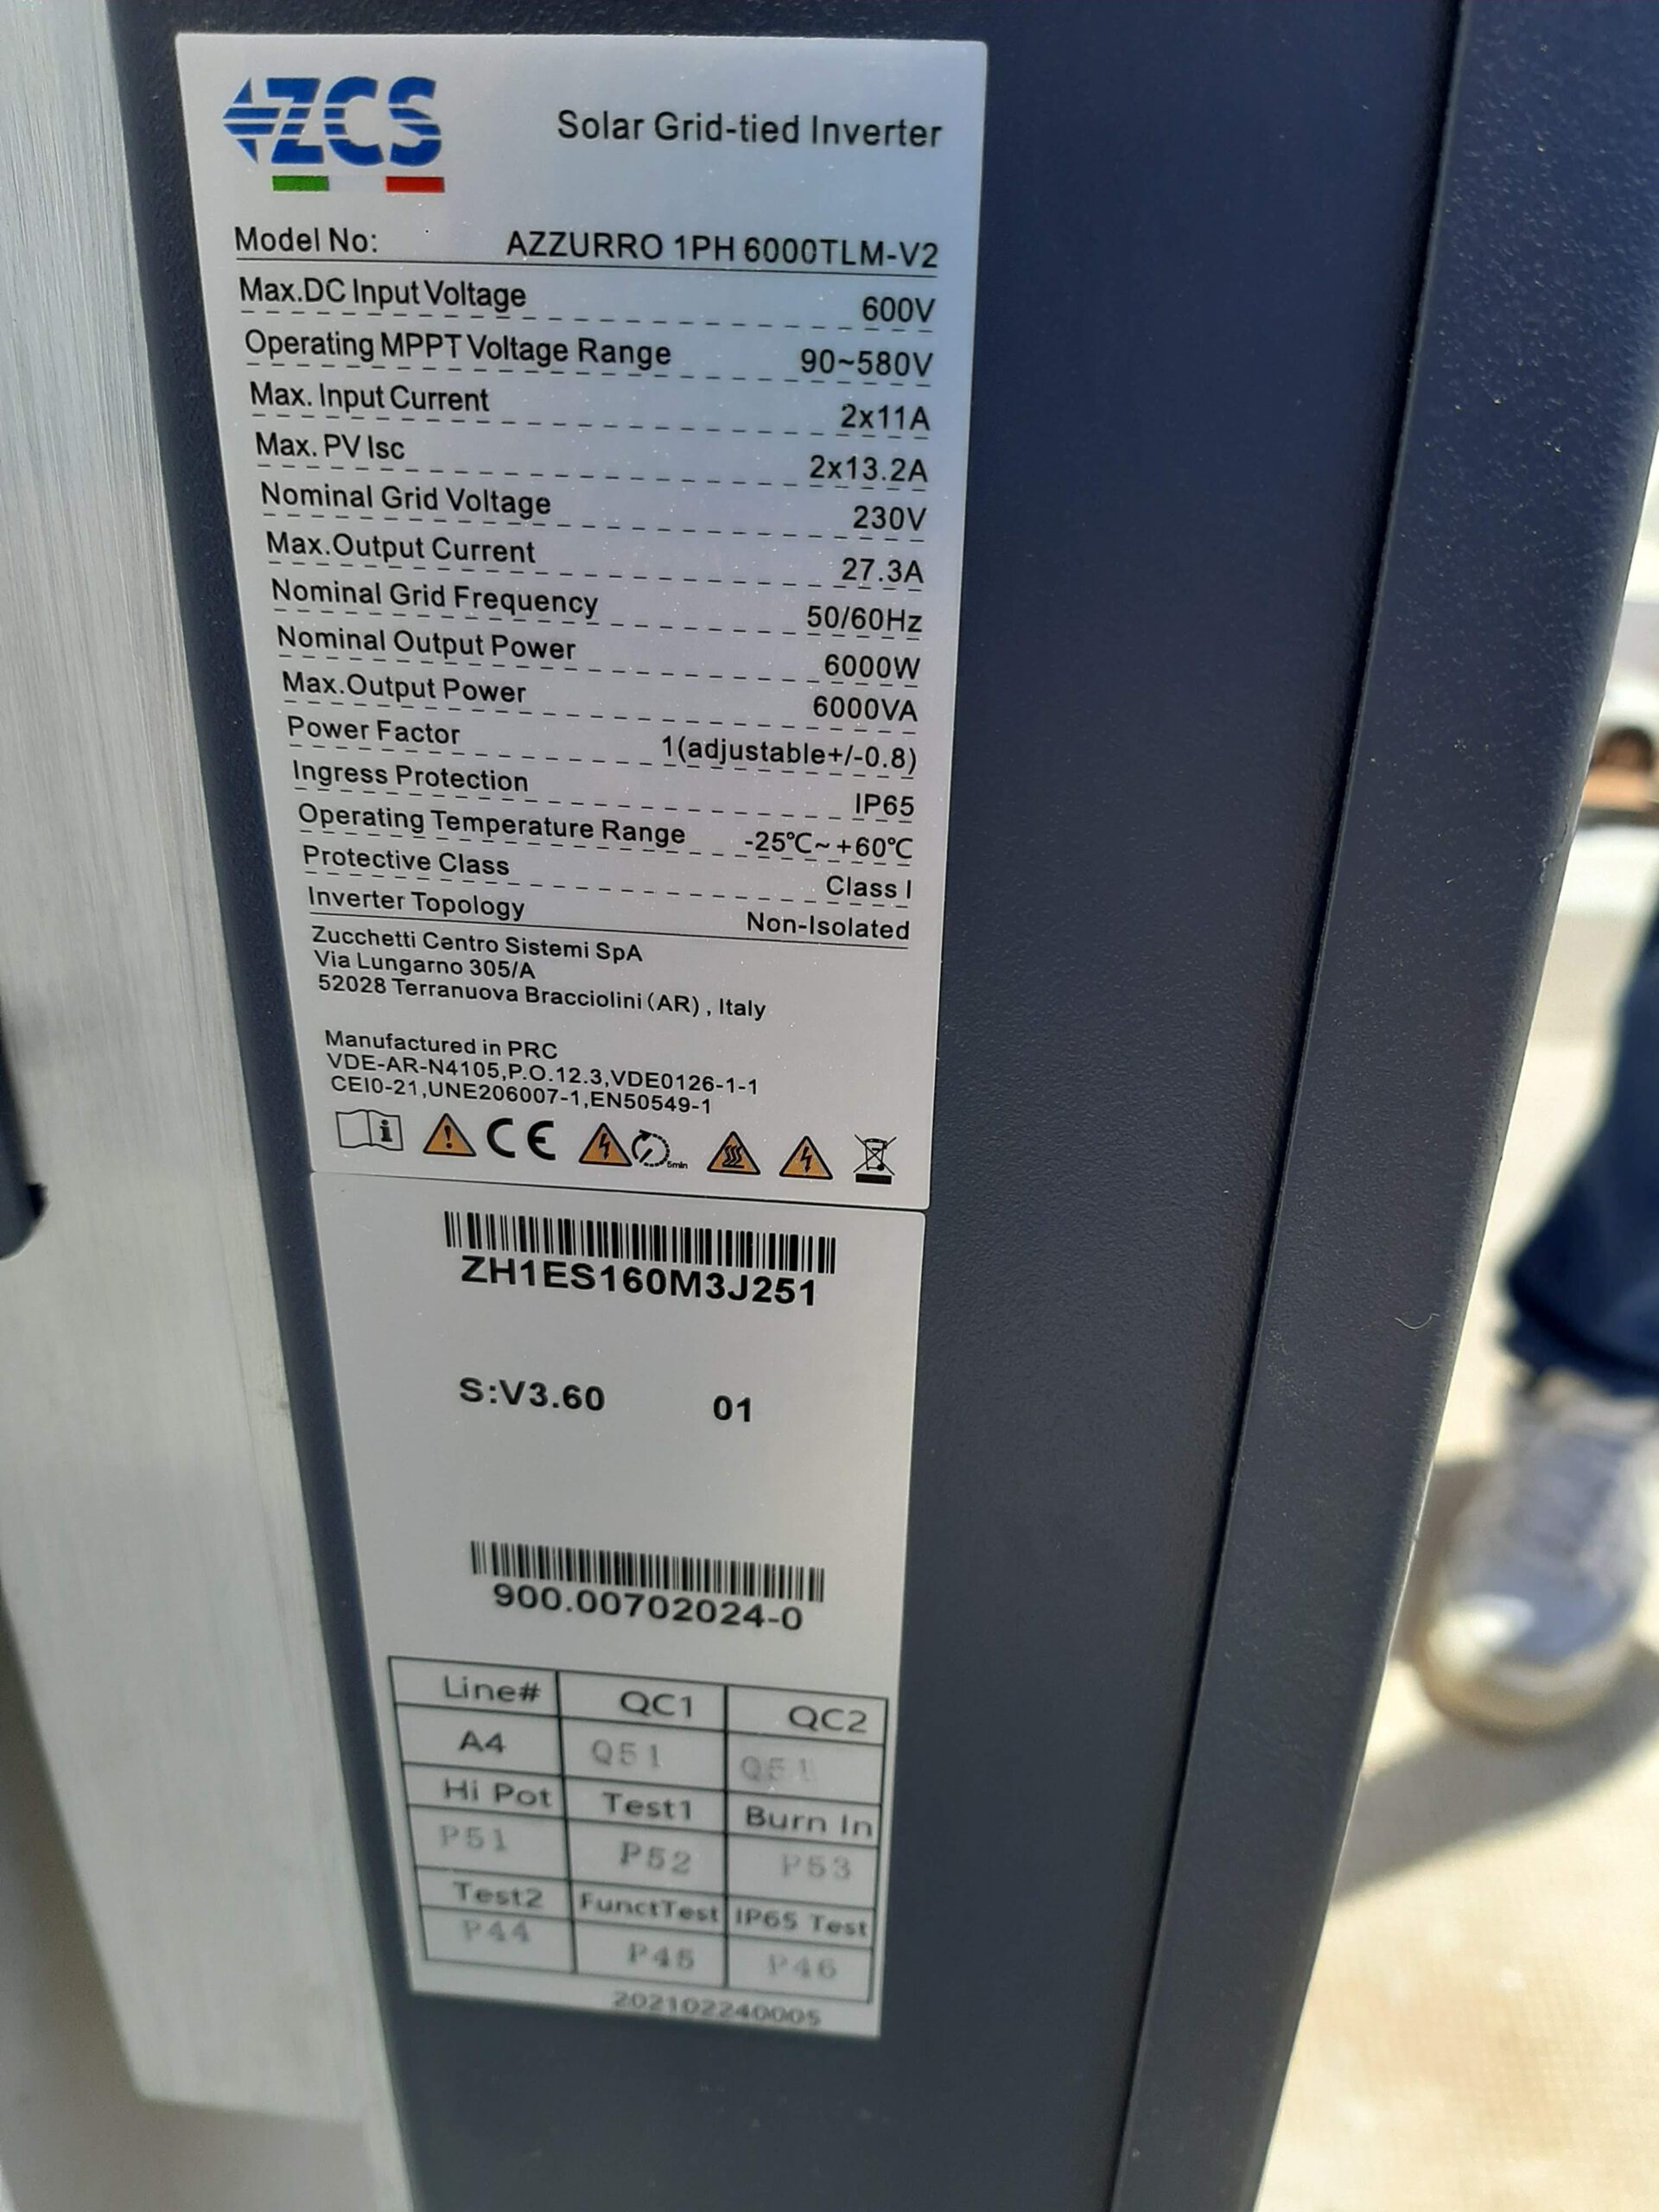 ZCS
Solar Grid-tied Inverter
Model No: AZZURRO 1PH 6000TLM-V2
Max.DC Input Voltage 600V
Operating MPPT Voltage Range 90~580V
Max. Input Current 2x11A
Max. PV Isc 2x13.2A
Nominal Grid Voltage 230V
Max.Output Current 27.3A
Nominal Grid Frequency 50/60Hz
Nominal Output Power 6000W
Max.Output Power 6000VA
Power Factor 1(adjustable+/-0.8)
Ingress Protection IP65
Operating Temperature Range -25℃~+60℃
Protective Class Class I
Inverter Topology Non-Isolated
Zucchetti Centro Sistemi SpA
Via Lungarno 305/A
52028 Terranuova Bracciolini(AR) , Italy
Manufactured in PRC
VDE-AR-N4105,P.O.12.3,VDE0126-1-1
CEI0-21,UNE206007-1,EN50549-1
i ! CE 5min
ZH1ES160M3J251
S:V3.60 01
900.00702024-0
Line# QC1 QC2
A4 Q51 Q51
Hi Pot Test1 Burn In
P51 P52 P53
Test2 FunctTest IP65 Test
P44 P45 P46
202102240005